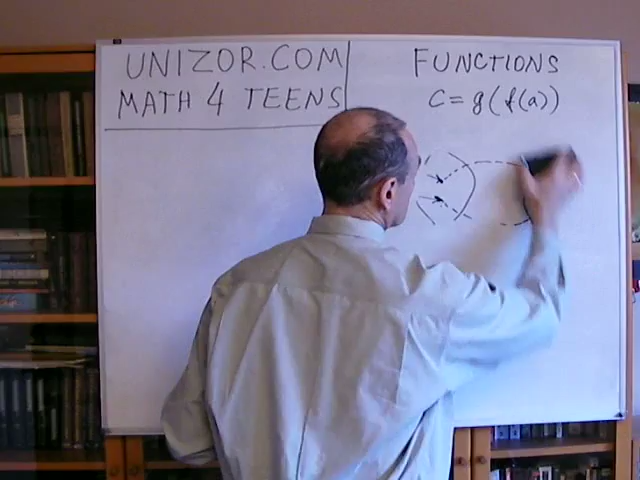 UNIZOR.COM
MATH 4 TEENS
FUNCTIONS
C = g(f(a))